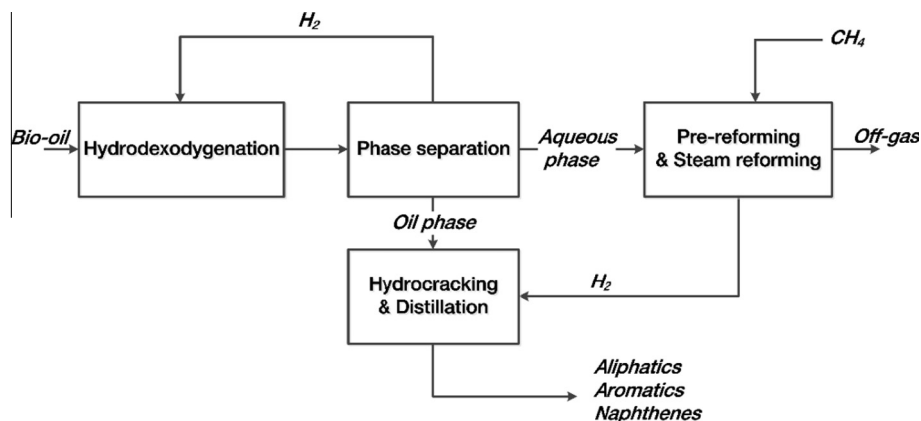 H₂
CH₄
Bio-oil
Hydrodexodygenation
Phase separation
Aqueous
phase
Pre-reforming
& Steam reforming
Off-gas
Oil phase
Hydrocracking
& Distillation
H₂
Aliphatics
Aromatics
Naphthenes